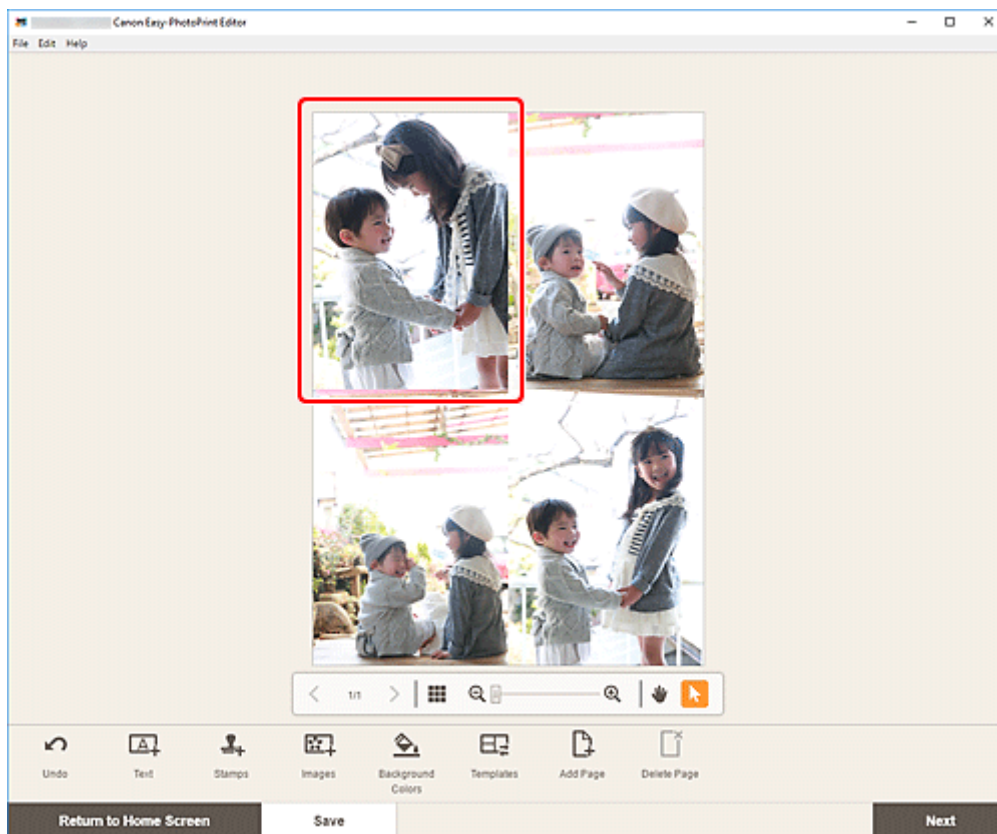 Canon Easy-PhotoPrint Editor
File Edit Help
1/1
Undo Text Stamps Images Background Colors Templates Add Page Delete Page
Return to Home Screen Save Next